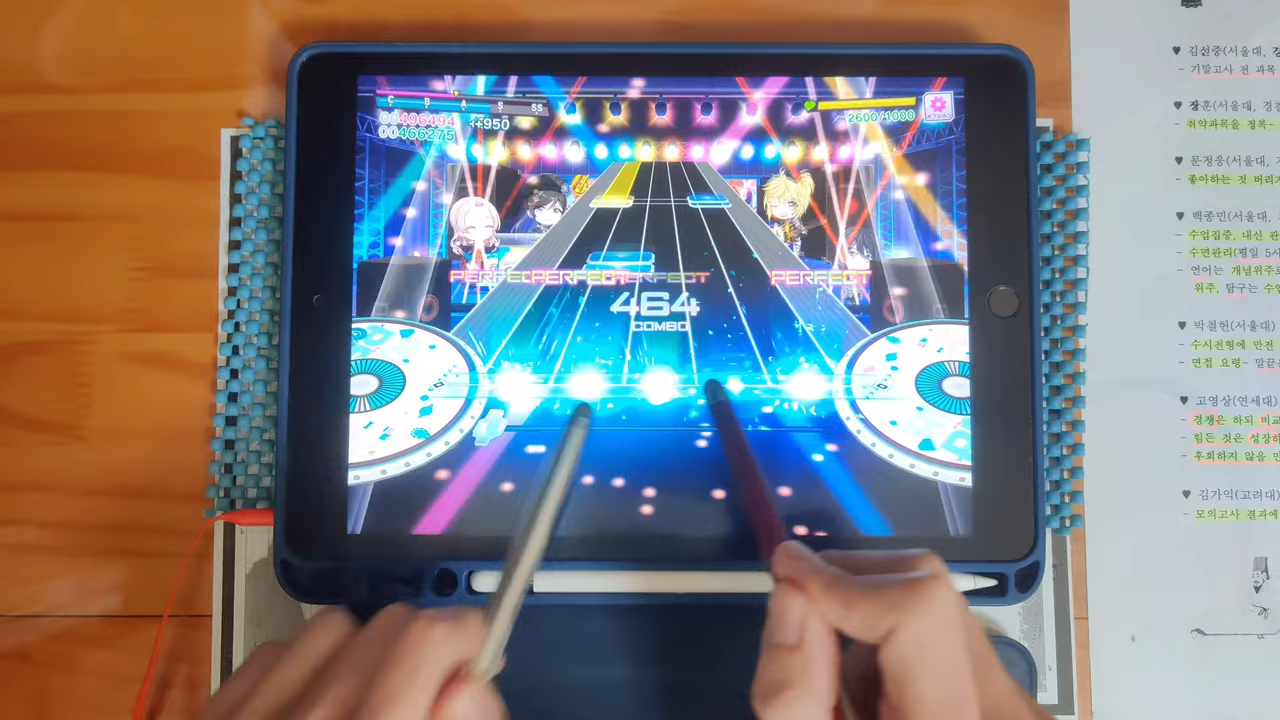 C B A S SS
00496494
00466275
++950
2600/1000
PERFECT PERFECT PERFECT PERFECT
464
COMBO
♥ 김선중(서울대,
- 기말고사 전 과목
♥ 장훈(서울대, 경
- 취약과목을 정복-
♥ 문정웅(서울대,
- 좋아하는 것 버리기
♥ 백종민(서울대,
- 수업집중, 내신 관
- 수면관리(평일 5시
- 언어는 개념위주
위주, 탐구는 수
♥ 박철헌(서울대)
- 수시전형에 만전
- 면접 요령- 말끝
♥ 고영상(연세대)
- 경쟁은 하되 비교
- 힘든 것은 성장
- 후회하지 않을 만
♥ 김가익(고려대)
- 모의고사 결과에